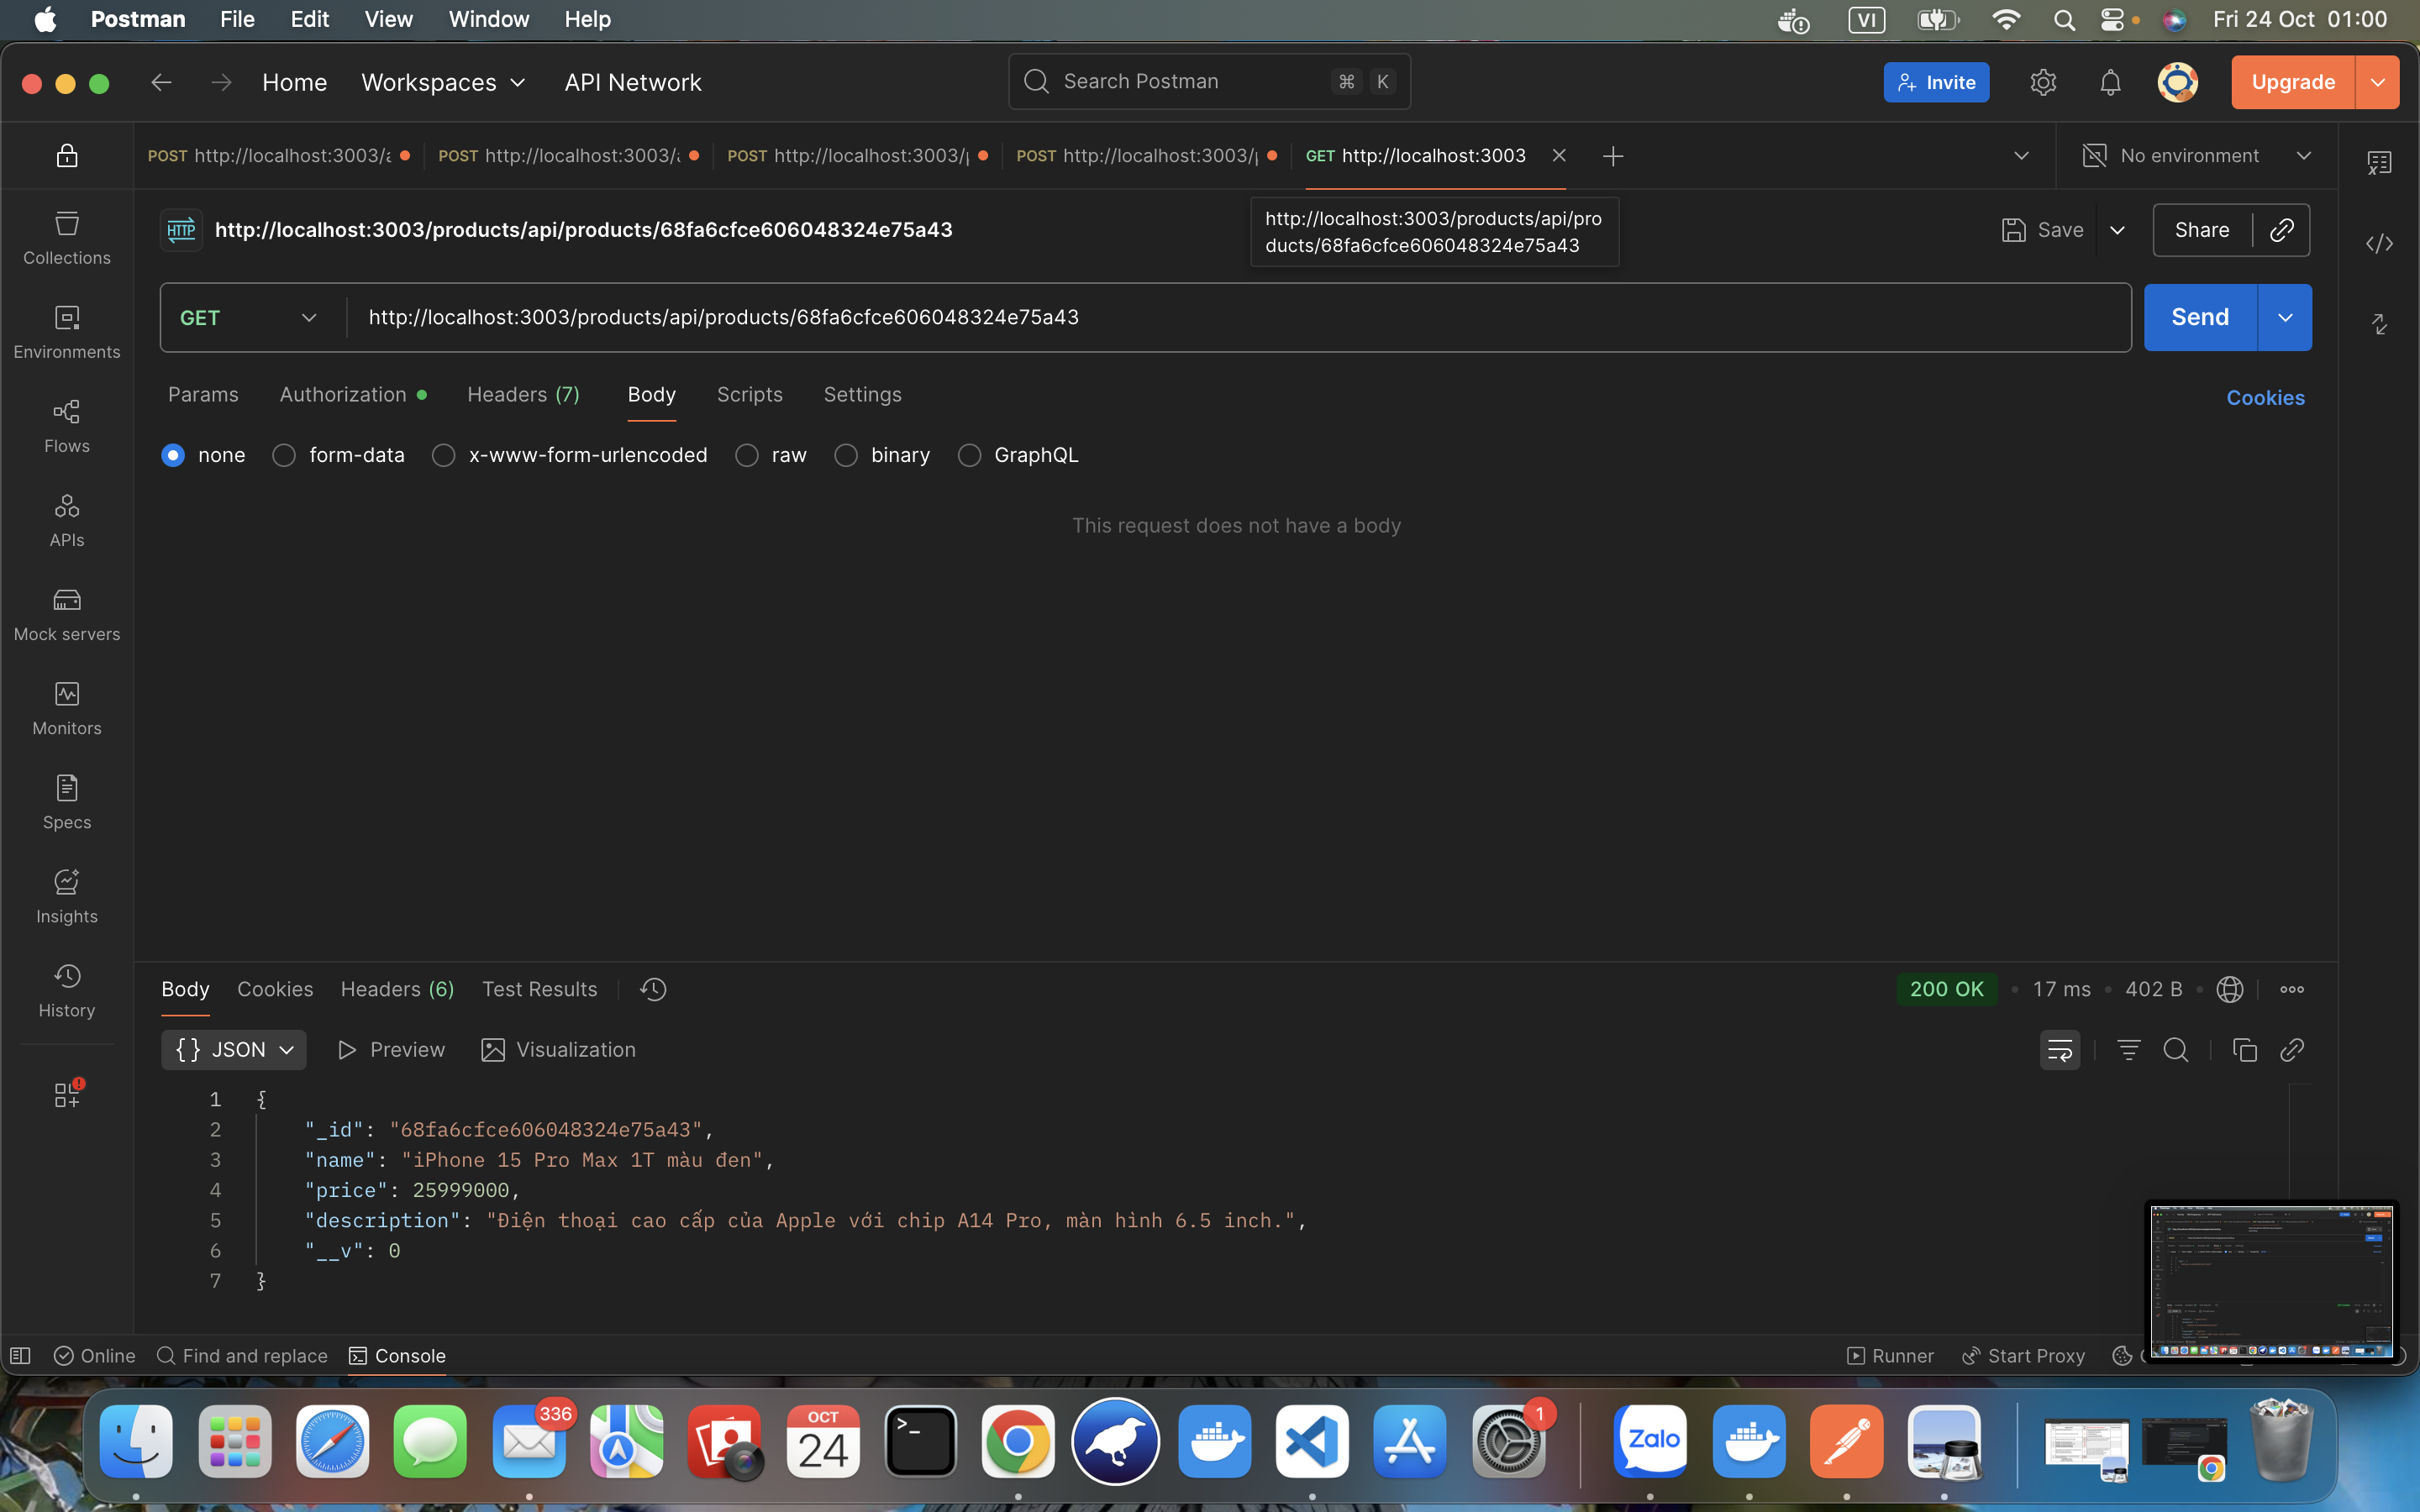 Postman File Edit View Window Help VI Fri 24 Oct 01:00
Home Workspaces API Network Search Postman ⌘ K Invite Upgrade
POST http://localhost:3003/a POST http://localhost:3003/a POST http://localhost:3003/p POST http://localhost:3003/p GET http://localhost:3003 No environment
HTTP http://localhost:3003/products/api/products/68fa6cfce606048324e75a43 Save Share
http://localhost:3003/products/api/pro
ducts/68fa6cfce606048324e75a43
GET http://localhost:3003/products/api/products/68fa6cfce606048324e75a43 Send
Params Authorization Headers (7) Body Scripts Settings Cookies
none form-data x-www-form-urlencoded raw binary GraphQL
This request does not have a body
Collections
Environments
Flows
APIs
Mock servers
Monitors
Specs
Insights
History
Body Cookies Headers (6) Test Results 200 OK 17 ms 402 B
{} JSON Preview Visualization
1 {
2 "_id": "68fa6cfce606048324e75a43",
3 "name": "iPhone 15 Pro Max 1T màu đen",
4 "price": 25999000,
5 "description": "Điện thoại cao cấp của Apple với chip A14 Pro, màn hình 6.5 inch.",
6 "__v": 0
7 }
Online Find and replace Console Runner Start Proxy
336 OCT 24 1 Zalo